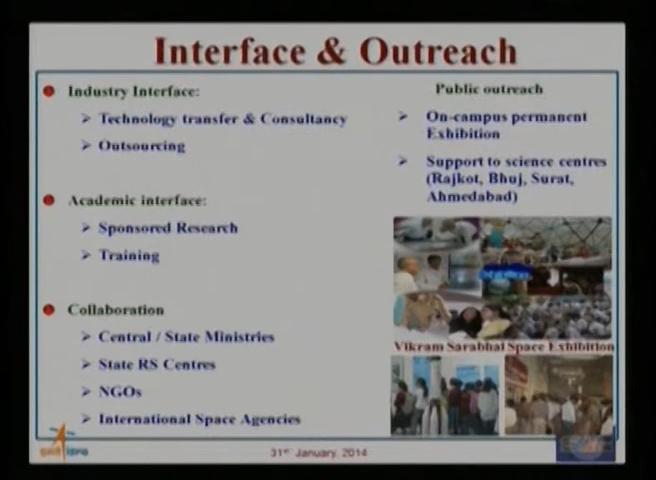 Interface & Outreach
Industry Interface:
➢ Technology transfer & Consultancy
➢ Outsourcing
Academic interface:
➢ Sponsored Research
➢ Training
Collaboration
➢ Central / State Ministries
➢ State RS Centres
➢ NGOs
➢ International Space Agencies
Public outreach
➢ On-campus permanent
Exhibition
➢ Support to science centres
(Rajkot, Bhuj, Surat,
Ahmedabad)
Vikram Sarabhai Space Exhibition
इसरो isro
31st January, 2014